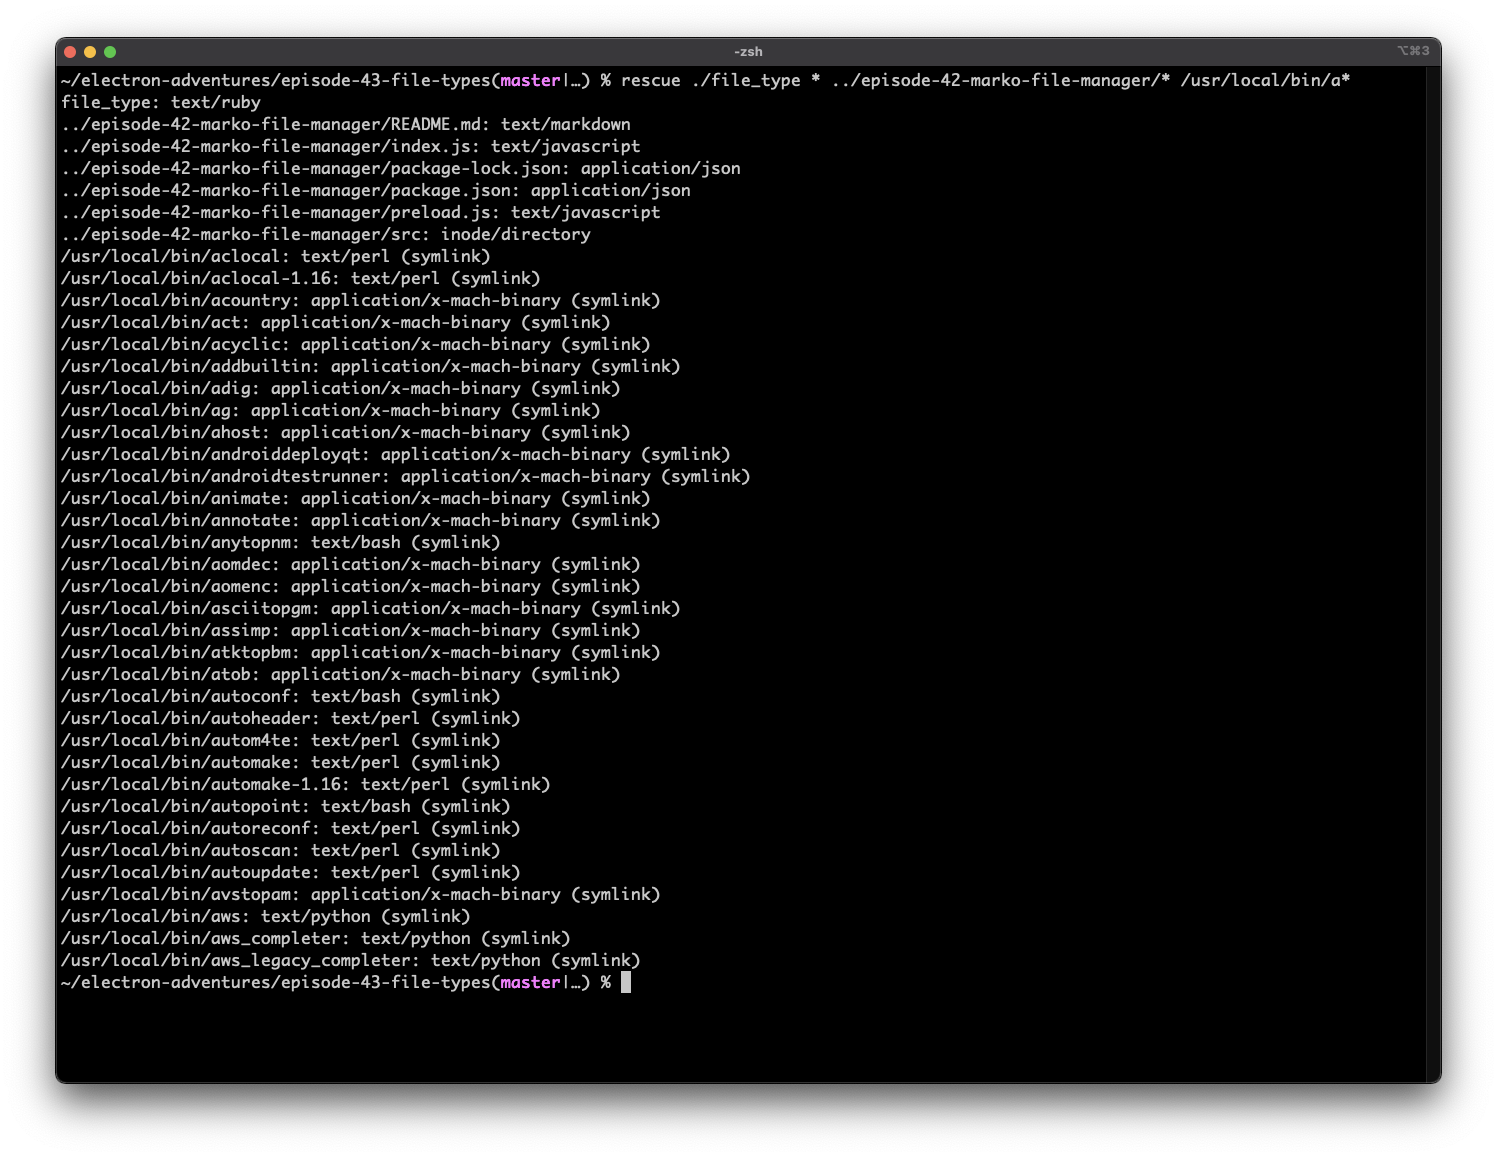 -zsh
⌥⌘3
~/electron-adventures/episode-43-file-types(master|…) % rescue ./file_type * ../episode-42-marko-file-manager/* /usr/local/bin/a*
file_type: text/ruby
../episode-42-marko-file-manager/README.md: text/markdown
../episode-42-marko-file-manager/index.js: text/javascript
../episode-42-marko-file-manager/package-lock.json: application/json
../episode-42-marko-file-manager/package.json: application/json
../episode-42-marko-file-manager/preload.js: text/javascript
../episode-42-marko-file-manager/src: inode/directory
/usr/local/bin/aclocal: text/perl (symlink)
/usr/local/bin/aclocal-1.16: text/perl (symlink)
/usr/local/bin/acountry: application/x-mach-binary (symlink)
/usr/local/bin/act: application/x-mach-binary (symlink)
/usr/local/bin/acyclic: application/x-mach-binary (symlink)
/usr/local/bin/addbuiltin: application/x-mach-binary (symlink)
/usr/local/bin/adig: application/x-mach-binary (symlink)
/usr/local/bin/ag: application/x-mach-binary (symlink)
/usr/local/bin/ahost: application/x-mach-binary (symlink)
/usr/local/bin/androiddeployqt: application/x-mach-binary (symlink)
/usr/local/bin/androidtestrunner: application/x-mach-binary (symlink)
/usr/local/bin/animate: application/x-mach-binary (symlink)
/usr/local/bin/annotate: application/x-mach-binary (symlink)
/usr/local/bin/anytopnm: text/bash (symlink)
/usr/local/bin/aomdec: application/x-mach-binary (symlink)
/usr/local/bin/aomenc: application/x-mach-binary (symlink)
/usr/local/bin/asciitopgm: application/x-mach-binary (symlink)
/usr/local/bin/assimp: application/x-mach-binary (symlink)
/usr/local/bin/atktopbm: application/x-mach-binary (symlink)
/usr/local/bin/atob: application/x-mach-binary (symlink)
/usr/local/bin/autoconf: text/bash (symlink)
/usr/local/bin/autoheader: text/perl (symlink)
/usr/local/bin/autom4te: text/perl (symlink)
/usr/local/bin/automake: text/perl (symlink)
/usr/local/bin/automake-1.16: text/perl (symlink)
/usr/local/bin/autopoint: text/bash (symlink)
/usr/local/bin/autoreconf: text/perl (symlink)
/usr/local/bin/autoscan: text/perl (symlink)
/usr/local/bin/autoupdate: text/perl (symlink)
/usr/local/bin/avstopam: application/x-mach-binary (symlink)
/usr/local/bin/aws: text/python (symlink)
/usr/local/bin/aws_completer: text/python (symlink)
/usr/local/bin/aws_legacy_completer: text/python (symlink)
~/electron-adventures/episode-43-file-types(master|…) %